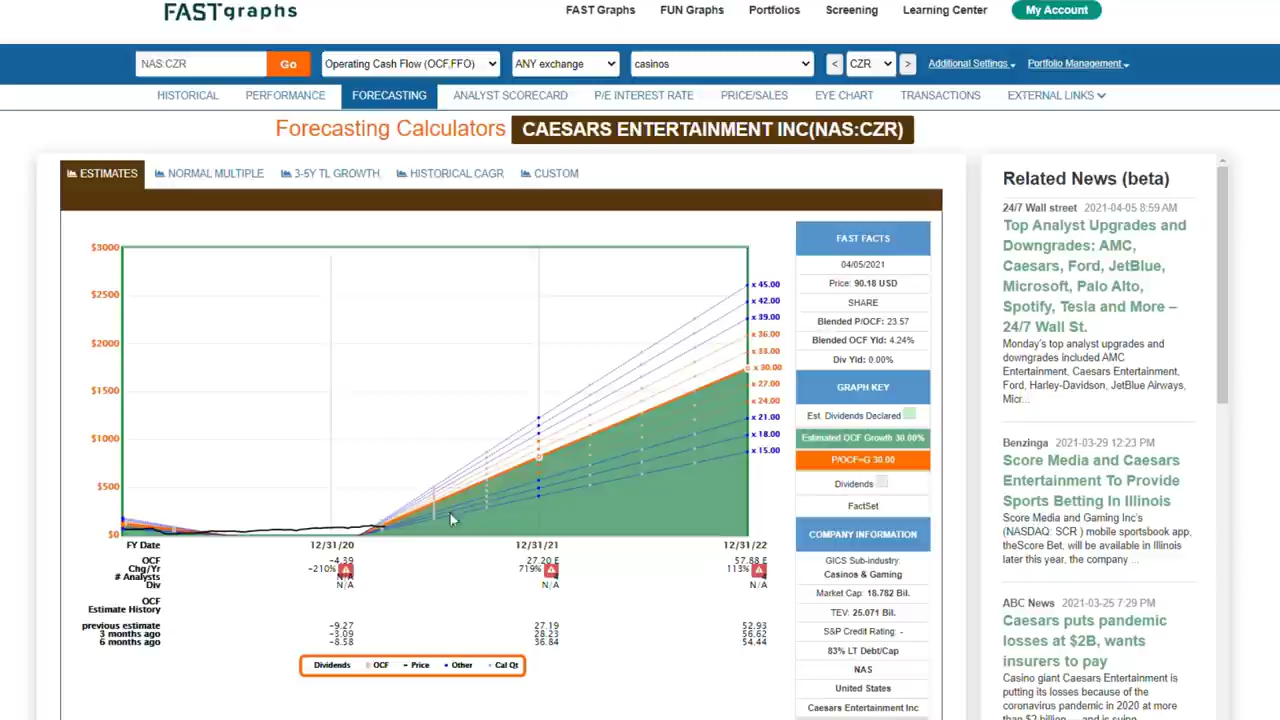 FASTgraphs
FAST Graphs FUN Graphs Portfolios Screening Learning Center My Account
NAS:CZR Go Operating Cash Flow (OCF,FFO) ANY exchange casinos < CZR > Additional Settings Portfolio Management
HISTORICAL PERFORMANCE FORECASTING ANALYST SCORECARD P/E INTEREST RATE PRICE/SALES EYE CHART TRANSACTIONS EXTERNAL LINKS
Forecasting Calculators CAESARS ENTERTAINMENT INC(NAS:CZR)
ESTIMATES NORMAL MULTIPLE 3-5Y TL GROWTH HISTORICAL CAGR CUSTOM
$3000
$2500
$2000
$1500
$1000
$500
$0
x 45.00
x 42.00
x 39.00
x 36.00
x 33.00
x 30.00
x 27.00
x 24.00
x 21.00
x 18.00
x 15.00
FY Date 12/31/20 12/31/21 12/31/22
OCF -4.39 27.20 E 57.88 E
Chg/Yr -210% 719% 113%
# Analysts N/A 4 4
Div N/A N/A N/A
OCF
Estimate History
previous estimate -9.27 27.19 52.93
3 months ago -3.09 28.23 56.62
6 months ago -8.58 36.84 54.44
Dividends OCF Price Other Cal Qt
FAST FACTS
04/05/2021
Price: 90.18 USD
SHARE
Blended P/OCF: 23.57
Blended OCF Yld: 4.24%
Div Yld: 0.00%
GRAPH KEY
Est. Dividends Declared
Estimated OCF Growth 30.00%
P/OCF=G 30.00
Dividends
FactSet
COMPANY INFORMATION
GICS Sub-industry:
Casinos & Gaming
Market Cap: 18.782 Bil.
TEV: 25.071 Bil.
S&P Credit Rating: -
83% LT Debt/Cap
NAS
United States
Caesars Entertainment Inc
Related News (beta)
24/7 Wall street 2021-04-05 8:59 AM
Top Analyst Upgrades and
Downgrades: AMC,
Caesars, Ford, JetBlue,
Microsoft, Palo Alto,
Spotify, Tesla and More –
24/7 Wall St.
Monday's top analyst upgrades and
downgrades included AMC
Entertainment, Caesars Entertainment,
Ford, Harley-Davidson, JetBlue Airways,
Micr...
Benzinga 2021-03-29 12:23 PM
Score Media and Caesars
Entertainment To Provide
Sports Betting In Illinois
Score Media and Gaming Inc's
(NASDAQ: SCR ) mobile sportsbook app,
theScore Bet, will be available in Illinois
later this year, the company ...
ABC News 2021-03-25 7:29 PM
Caesars puts pandemic
losses at $2B, wants
insurers to pay
Casino giant Caesars Entertainment is
putting its losses because of the
coronavirus pandemic in 2020 at more
than $2 billion — and is suing